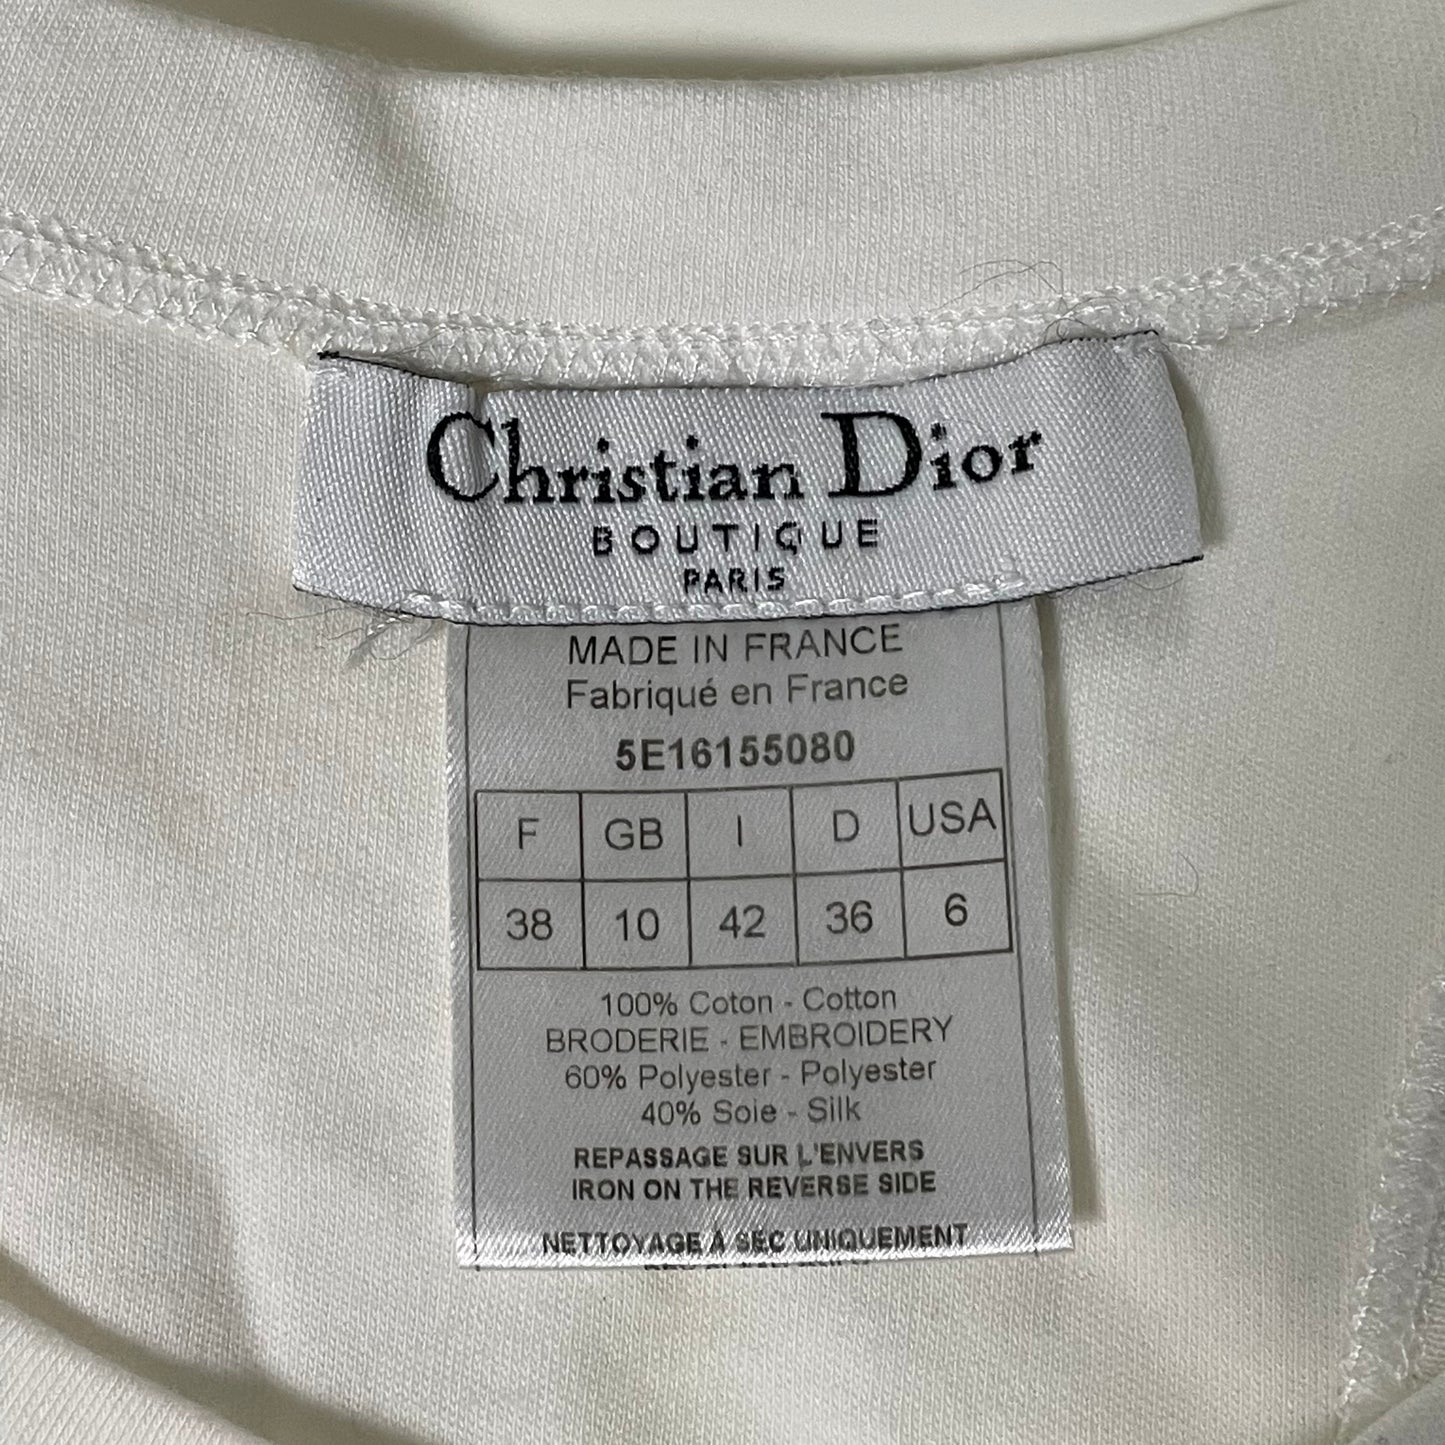 Christian Dior
BOUTIQUE
PARIS
MADE IN FRANCE
Fabriqué en France
5E16155080
F GB I D USA
38 10 42 36 6
100% Coton - Cotton
BRODERIE - EMBROIDERY
60% Polyester - Polyester
40% Soie - Silk
REPASSAGE SUR L'ENVERS
IRON ON THE REVERSE SIDE
NETTOYAGE À SEC UNIQUEMENT